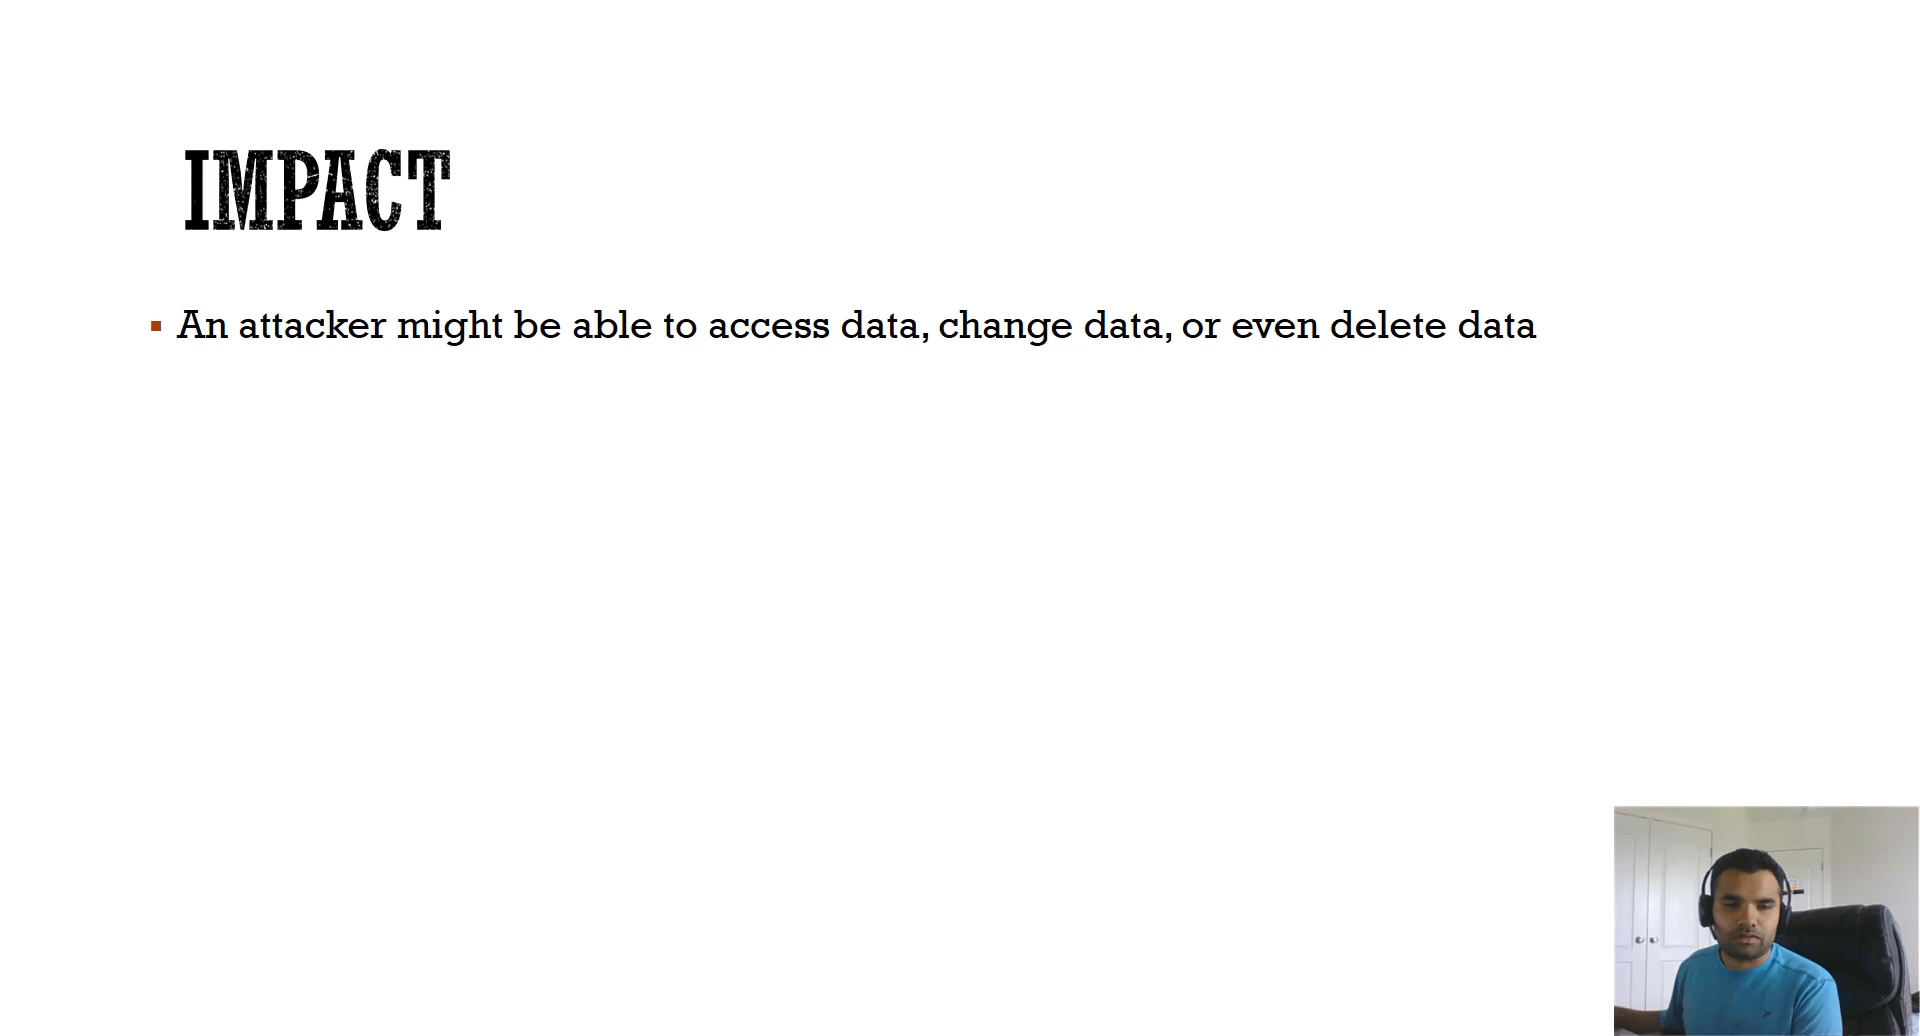 IMPACT
▪ An attacker might be able to access data, change data, or even delete data